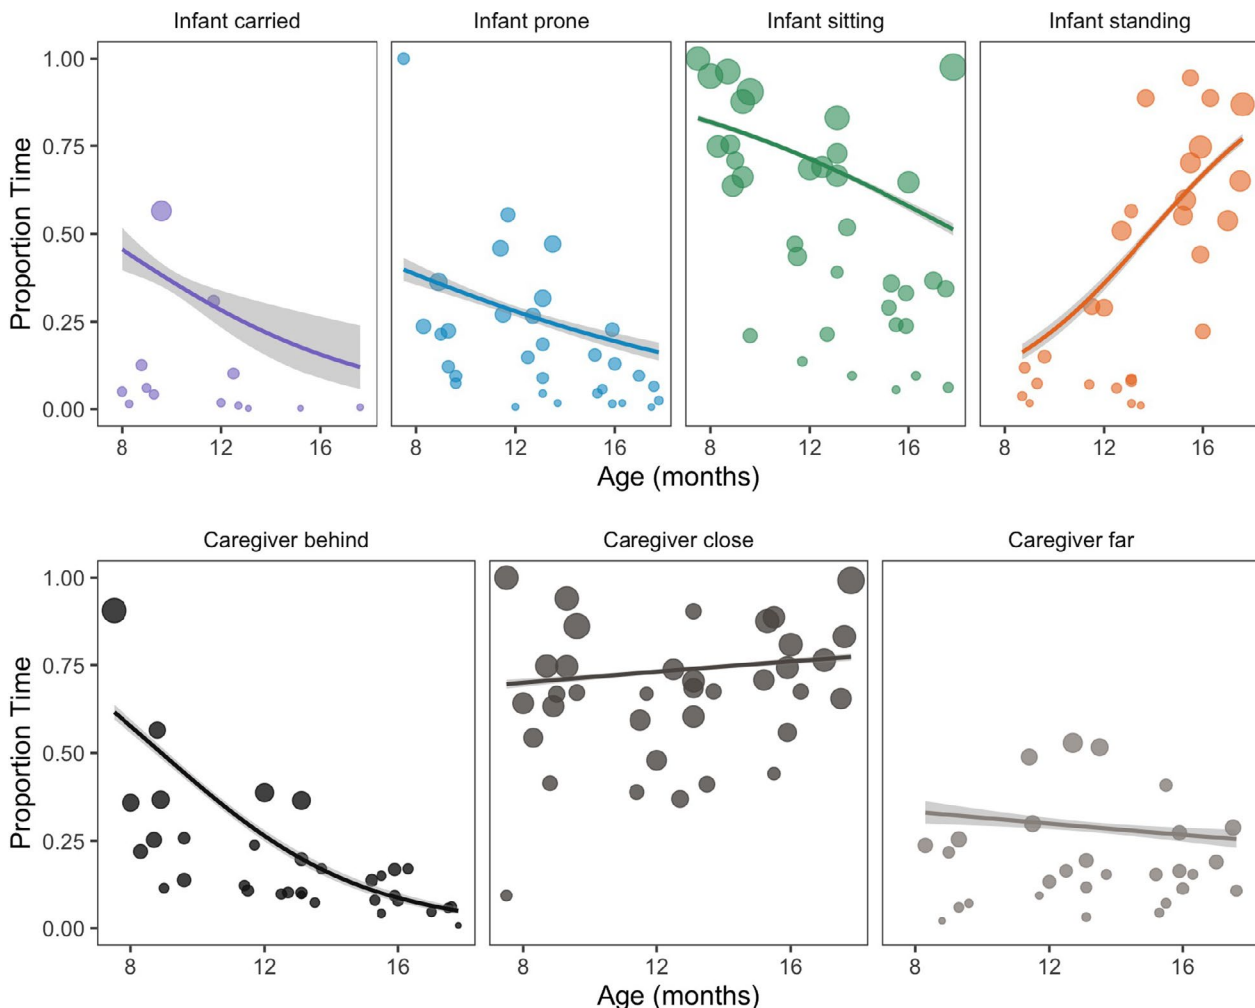 Infant carried Infant prone Infant sitting Infant standing
Proportion Time
1.00
0.75
0.50
0.25
0.00
8 12 16 8 12 16 8 12 16 8 12 16
Age (months)
Caregiver behind Caregiver close Caregiver far
Proportion Time
1.00
0.75
0.50
0.25
0.00
8 12 16 8 12 16 8 12 16
Age (months)